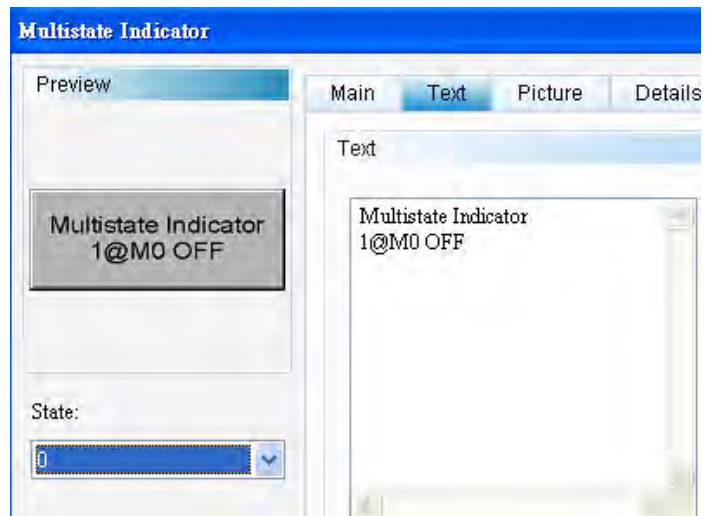 Multistate Indicator
Preview
Main
Text
Picture
Details
Text
Multistate Indicator
1@M0 OFF
Multistate Indicator
1@M0 OFF
State:
0